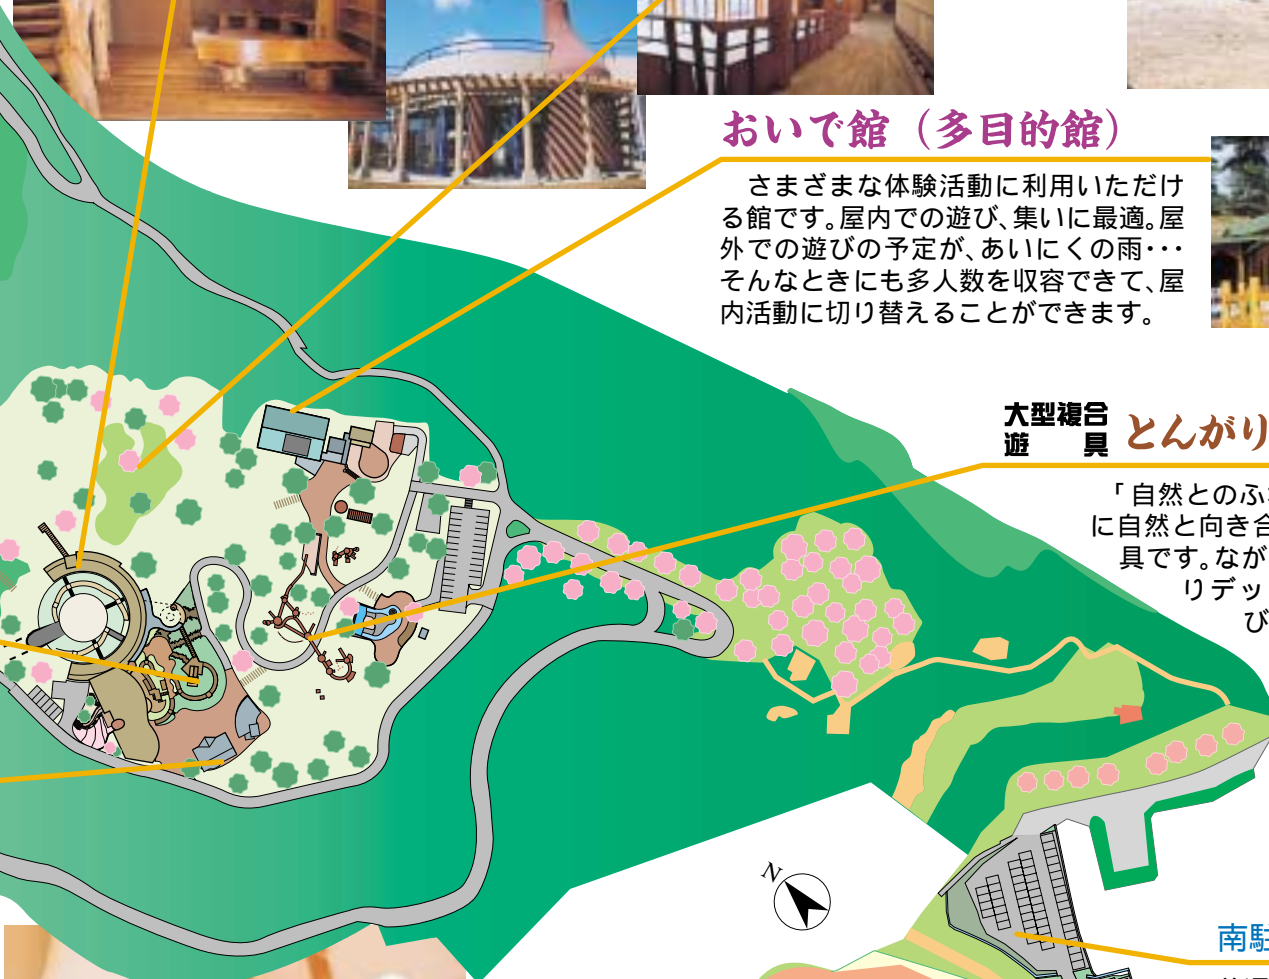 おいで館（多目的館）
さまざまな体験活動に利用いただけ
る館です。屋内での遊び、集いに最適。屋
外での遊びの予定が、あいにくの雨･･･
そんなときにも多人数を収容できて、屋
内活動に切り替えることができます。
大型複合
遊　具 とんがり
「自然とのふ
に自然と向き合
具です。なが
りデッ
び
N
南駐